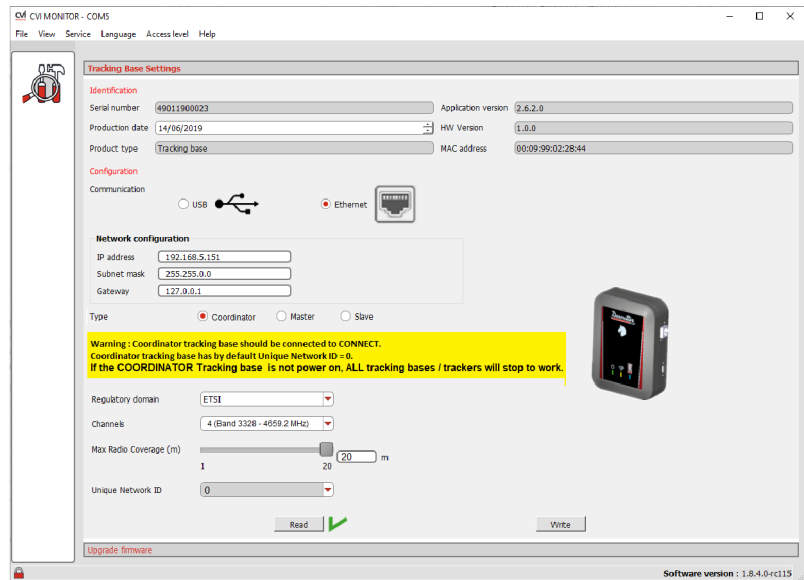 CVI MONITOR - COM5
File View Service Language Access level Help
Tracking Base Settings
Identification
Serial number 49011900023 Application version 2.6.2.0
Production date 14/06/2019 HW Version 1.0.0
Product type Tracking base MAC address 00:09:99:02:28:44
Configuration
Communication
USB Ethernet
Network configuration
IP address 192.168.5.151
Subnet mask 255.255.0.0
Gateway 127.0.0.1
Type Coordinator Master Slave
Warning : Coordinator tracking base should be connected to CONNECT.
Coordinator tracking base has by default Unique Network ID = 0.
If the COORDINATOR Tracking base is not power on, ALL tracking bases / trackers will stop to work.
Regulatory domain ETSI
Channels 4 (Band 3328 - 4659.2 MHz)
Max Radio Coverage (m) 20 m
1 20
Unique Network ID 0
Read Write
Upgrade firmware
Software version : 1.8.4.0-rc115